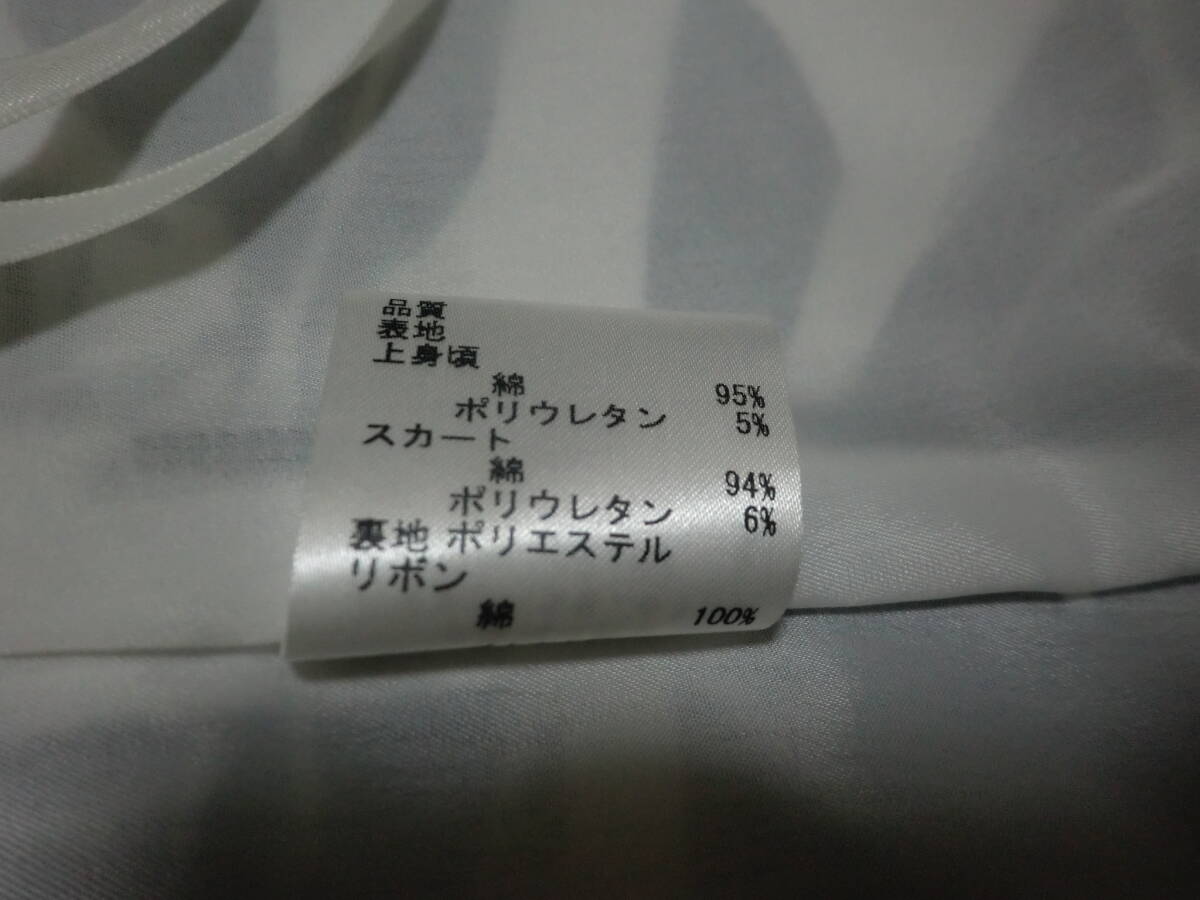 品質
表地
上身頃
綿 95%
ポリウレタン 5%
スカート
綿 94%
ポリウレタン 6%
裏地 ポリエステル
リボン
綿 100%